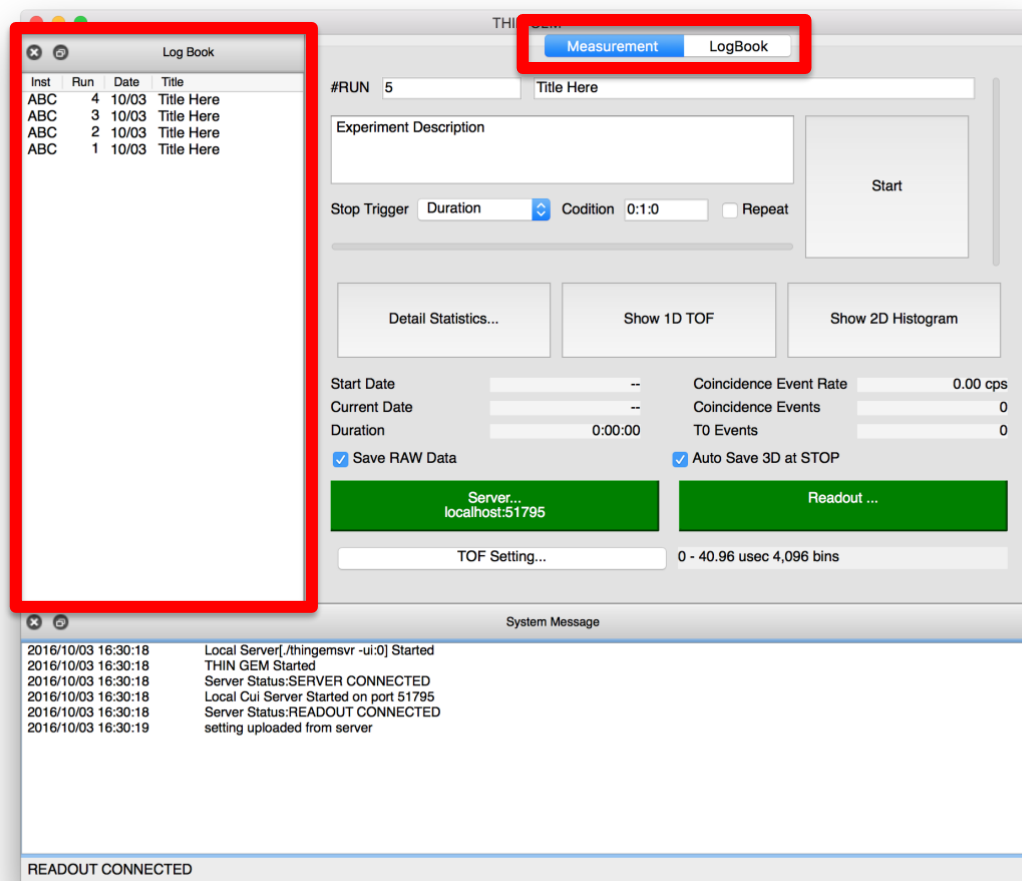 THIN GEM
Log Book
Measurement LogBook
Inst Run Date Title
ABC 4 10/03 Title Here
ABC 3 10/03 Title Here
ABC 2 10/03 Title Here
ABC 1 10/03 Title Here
#RUN 5 Title Here
Experiment Description
Start
Stop Trigger Duration Codition 0:1:0 Repeat
Detail Statistics... Show 1D TOF Show 2D Histogram
Start Date -- Coincidence Event Rate 0.00 cps
Current Date -- Coincidence Events 0
Duration 0:00:00 T0 Events 0
Save RAW Data Auto Save 3D at STOP
Server... Readout ...
localhost:51795
TOF Setting... 0 - 40.96 usec 4,096 bins
System Message
2016/10/03 16:30:18 Local Server[./thingemsvr -ui:0] Started
2016/10/03 16:30:18 THIN GEM Started
2016/10/03 16:30:18 Server Status:SERVER CONNECTED
2016/10/03 16:30:18 Local Cui Server Started on port 51795
2016/10/03 16:30:18 Server Status:READOUT CONNECTED
2016/10/03 16:30:19 setting uploaded from server
READOUT CONNECTED